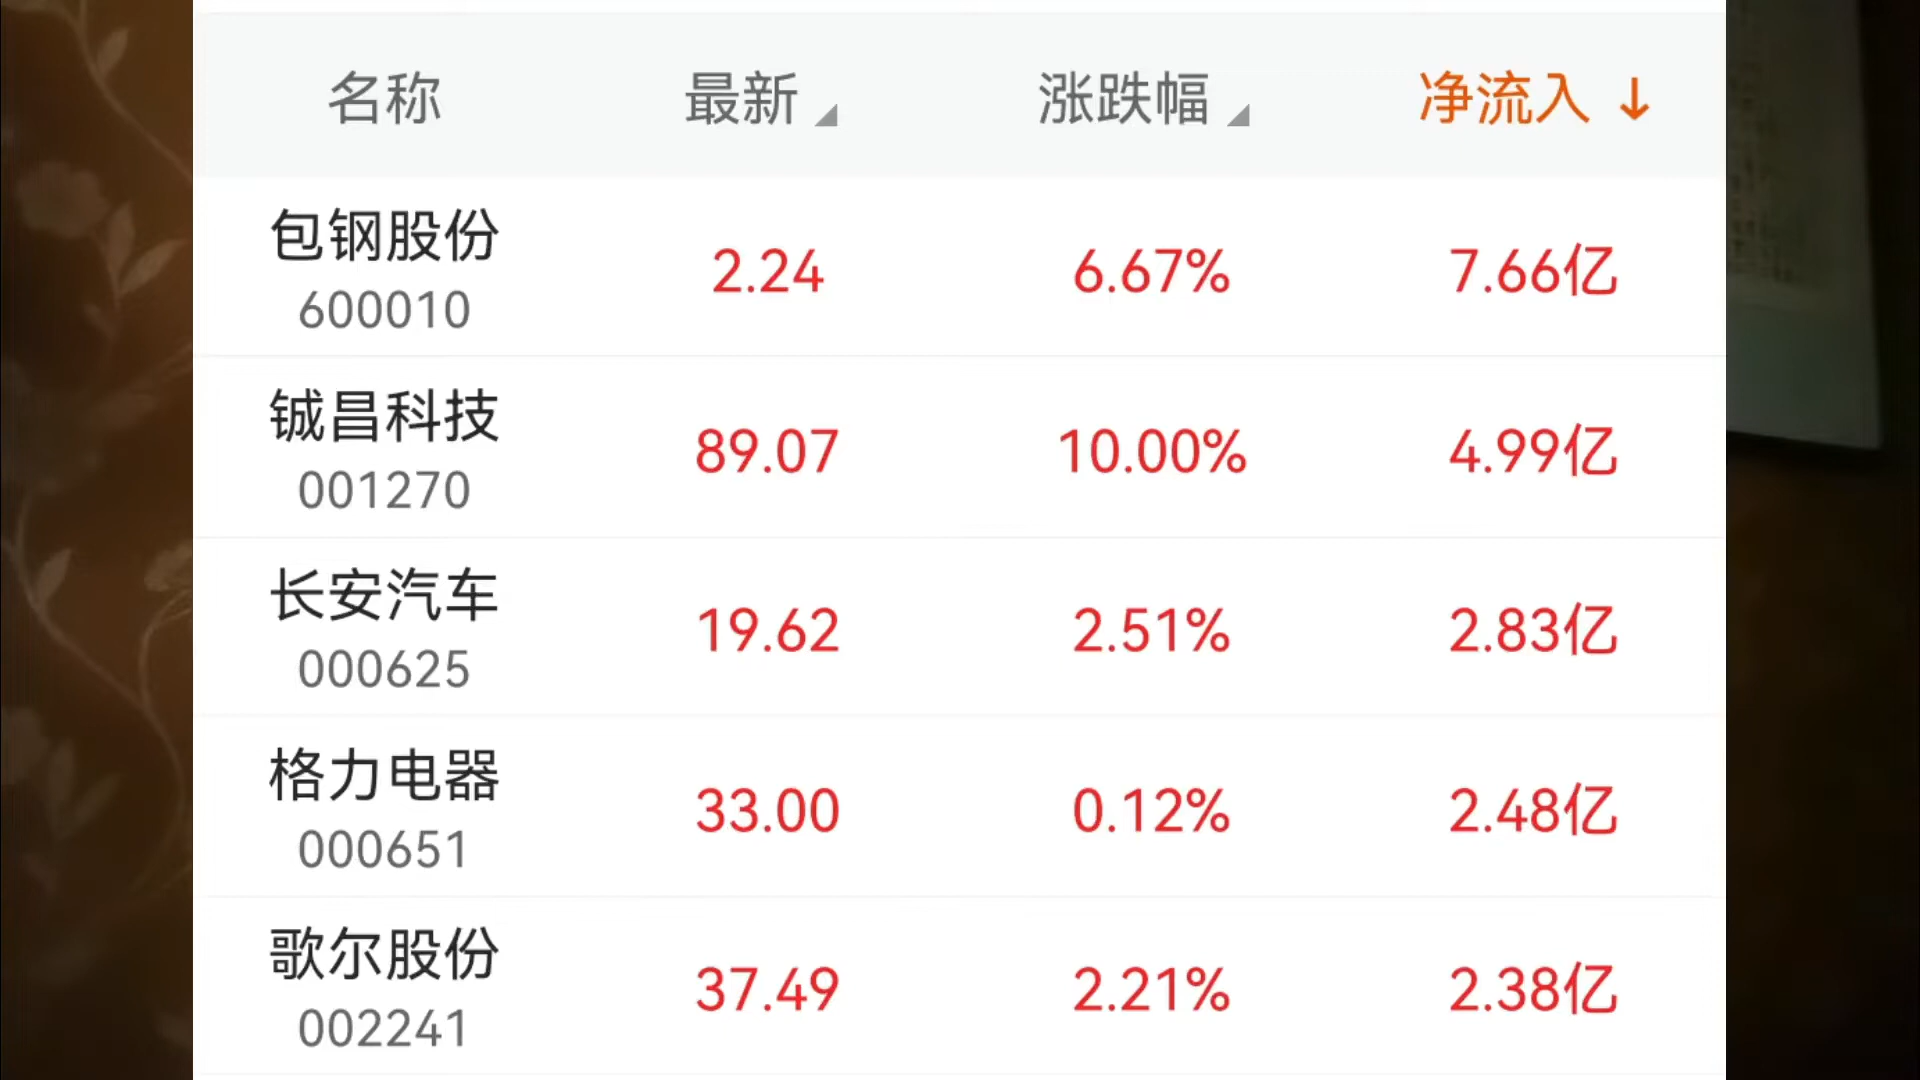 名称 最新 涨跌幅 净流入 ↓
包钢股份 2.24 6.67% 7.66亿
600010
铖昌科技 89.07 10.00% 4.99亿
001270
长安汽车 19.62 2.51% 2.83亿
000625
格力电器 33.00 0.12% 2.48亿
000651
歌尔股份 37.49 2.21% 2.38亿
002241